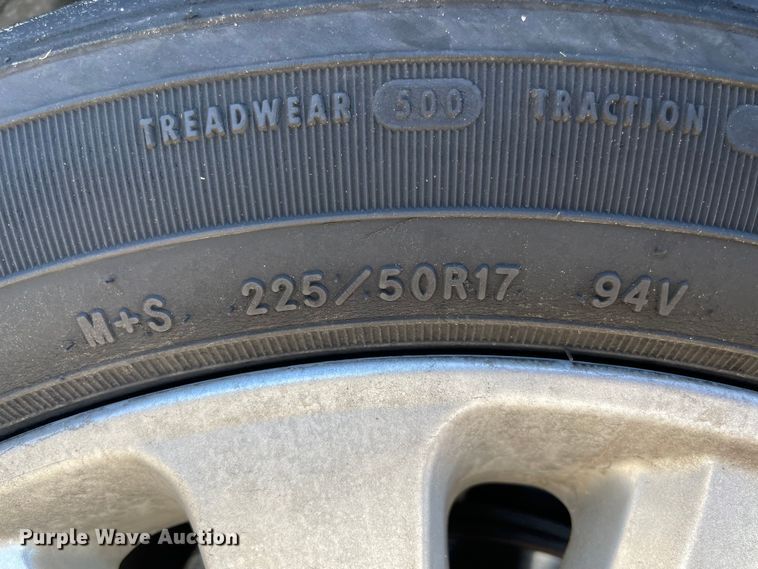 TREADWEAR 500 TRACTION
M+S 225/50R17 94V
Purple Wave Auction